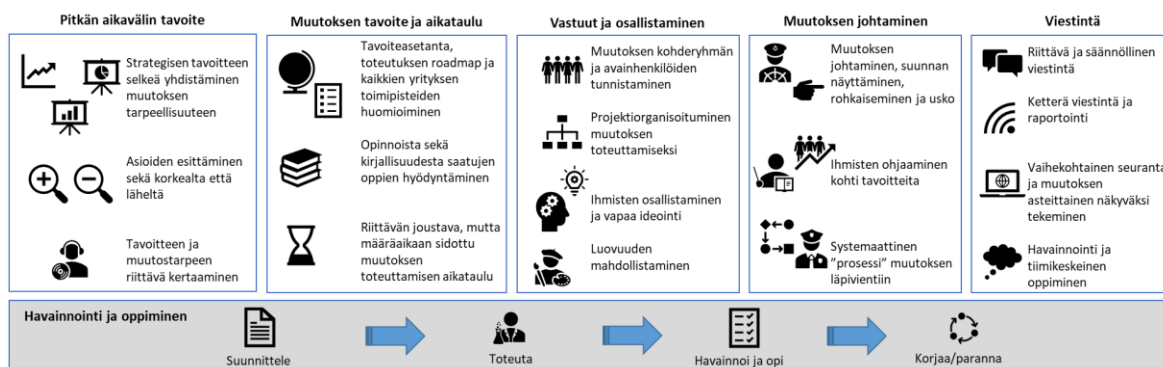 Pitkän aikavälin tavoite
Strategisen tavoitteen
selkeä yhdistäminen
muutoksen
tarpeellisuuteen
Asioiden esittäminen
sekä korkealta että
läheltä
Tavoitteen ja
muutostarpeen
riittävä kertaaminen
Muutoksen tavoite ja aikataulu
Tavoiteasetanta,
toteutuksen roadmap ja
kaikkien yrityksen
toimipisteiden
huomioiminen
Opinnoista sekä
kirjallisuudesta saatujen
oppien hyödyntäminen
Riittävän joustava, mutta
määräaikaan sidottu
muutoksen
toteuttamisen aikataulu
Vastuut ja osallistaminen
Muutoksen kohderyhmän
ja avainhenkilöiden
tunnistaminen
Projektiorganisoituminen
muutoksen
toteuttamiseksi
Ihmisten osallistaminen
ja vapaa ideointi
Luovuuden
mahdollistaminen
Muutoksen johtaminen
Muutoksen
johtaminen, suunnan
näyttäminen,
rohkaiseminen ja usko
Ihmisten ohjaaminen
kohti tavoitteita
Systemaattinen
”prosessi” muutoksen
läpivientiin
Viestintä
Riittävä ja säännöllinen
viestintä
Ketterä viestintä ja
raportointi
Vaihekohtainen seuranta
ja muutoksen
asteittainen näkyväksi
tekeminen
Havainnointi ja
tiimikeskeinen
oppiminen
Havainnointi ja oppiminen
Suunnittele
Toteuta
Havainnoi ja opi
Korjaa/paranna